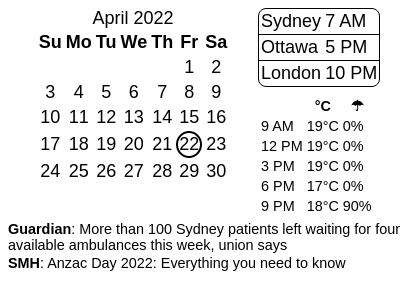 April 2022
Su Mo Tu We Th Fr Sa
1 2
3 4 5 6 7 8 9
10 11 12 13 14 15 16
17 18 19 20 21 22 23
24 25 26 27 28 29 30
Sydney 7 AM
Ottawa 5 PM
London 10 PM
°C ☂
9 AM 19°C 0%
12 PM 19°C 0%
3 PM 19°C 0%
6 PM 17°C 0%
9 PM 18°C 90%
Guardian: More than 100 Sydney patients left waiting for four
available ambulances this week, union says
SMH: Anzac Day 2022: Everything you need to know